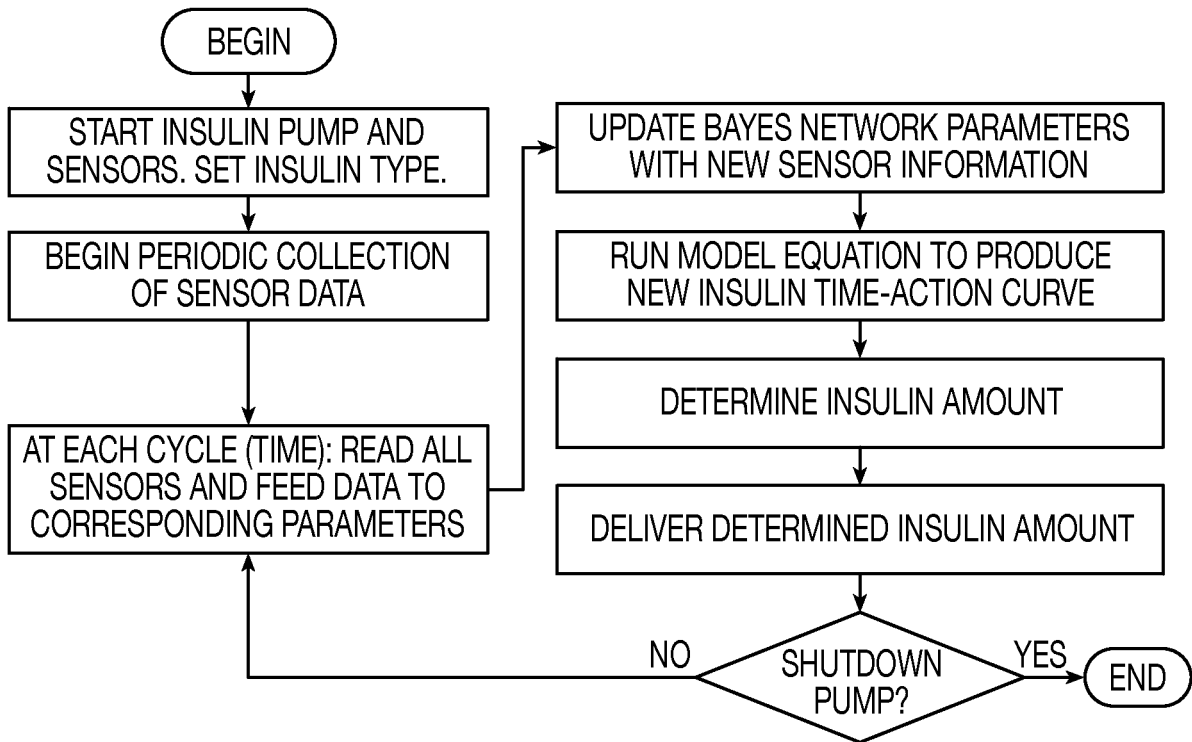 BEGIN
START INSULIN PUMP AND
SENSORS. SET INSULIN TYPE.
BEGIN PERIODIC COLLECTION
OF SENSOR DATA
AT EACH CYCLE (TIME): READ ALL
SENSORS AND FEED DATA TO
CORRESPONDING PARAMETERS
UPDATE BAYES NETWORK PARAMETERS
WITH NEW SENSOR INFORMATION
RUN MODEL EQUATION TO PRODUCE
NEW INSULIN TIME-ACTION CURVE
DETERMINE INSULIN AMOUNT
DELIVER DETERMINED INSULIN AMOUNT
SHUTDOWN
PUMP?
NO
YES
END